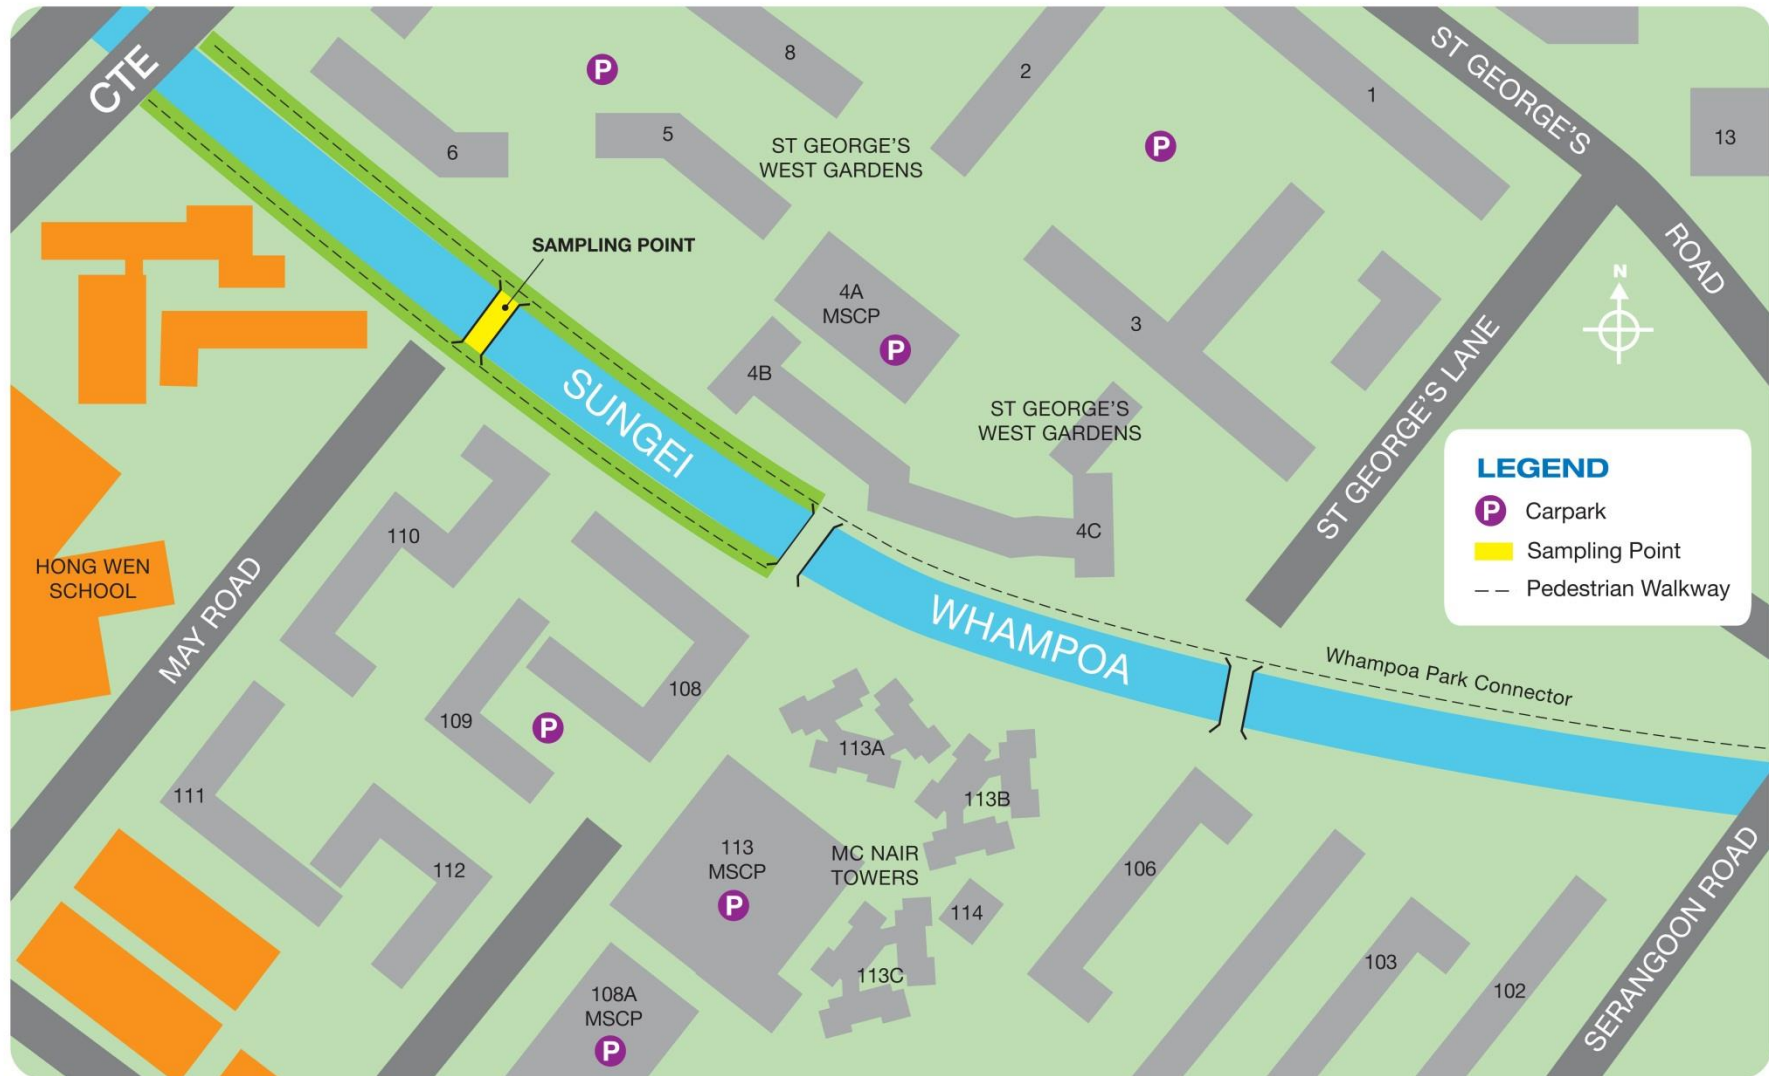 CTE
8
2
1
ST GEORGE'S
ROAD
13
P
P
6
5
ST GEORGE'S
WEST GARDENS
SAMPLING POINT
4A
MSCP
P
3
N
4B
ST GEORGE'S
WEST GARDENS
ST GEORGE'S LANE
SUNGEI
4C
LEGEND
P Carpark
Sampling Point
Pedestrian Walkway
110
HONG WEN
SCHOOL
MAY ROAD
WHAMPOA
Whampoa Park Connector
108
109
P
113A
111
113B
112
113
MSCP
P
MC NAIR
TOWERS
114
106
113C
103
102
108A
MSCP
P
SERANGOON ROAD